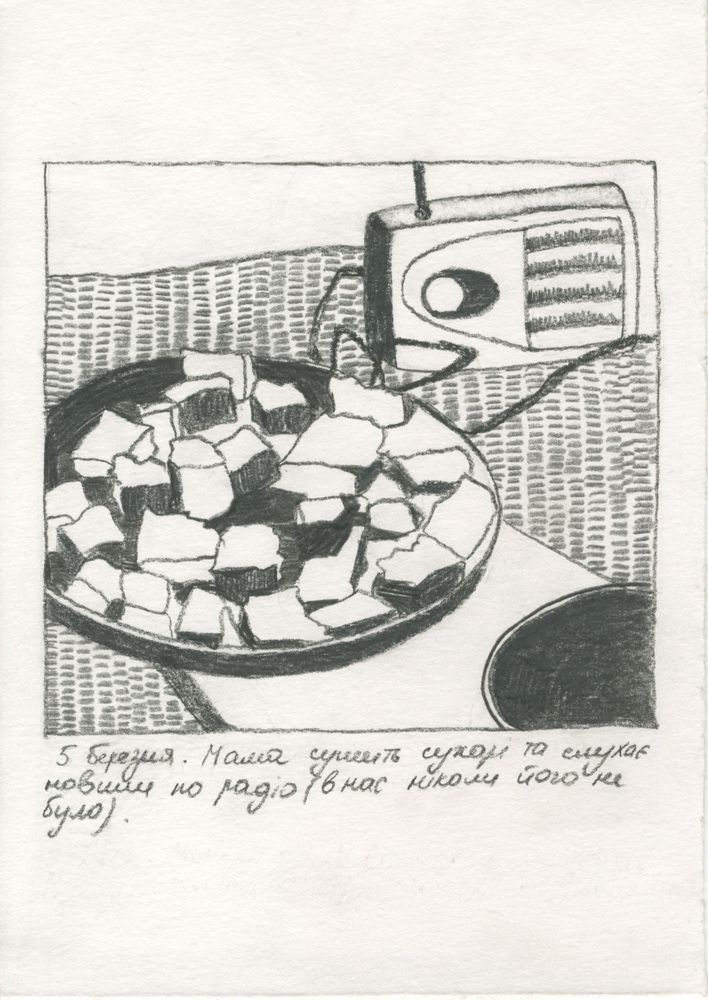 5 березня. Мама сушить сухарі та слухає
новини по радіо (в нас ніколи його не
було).